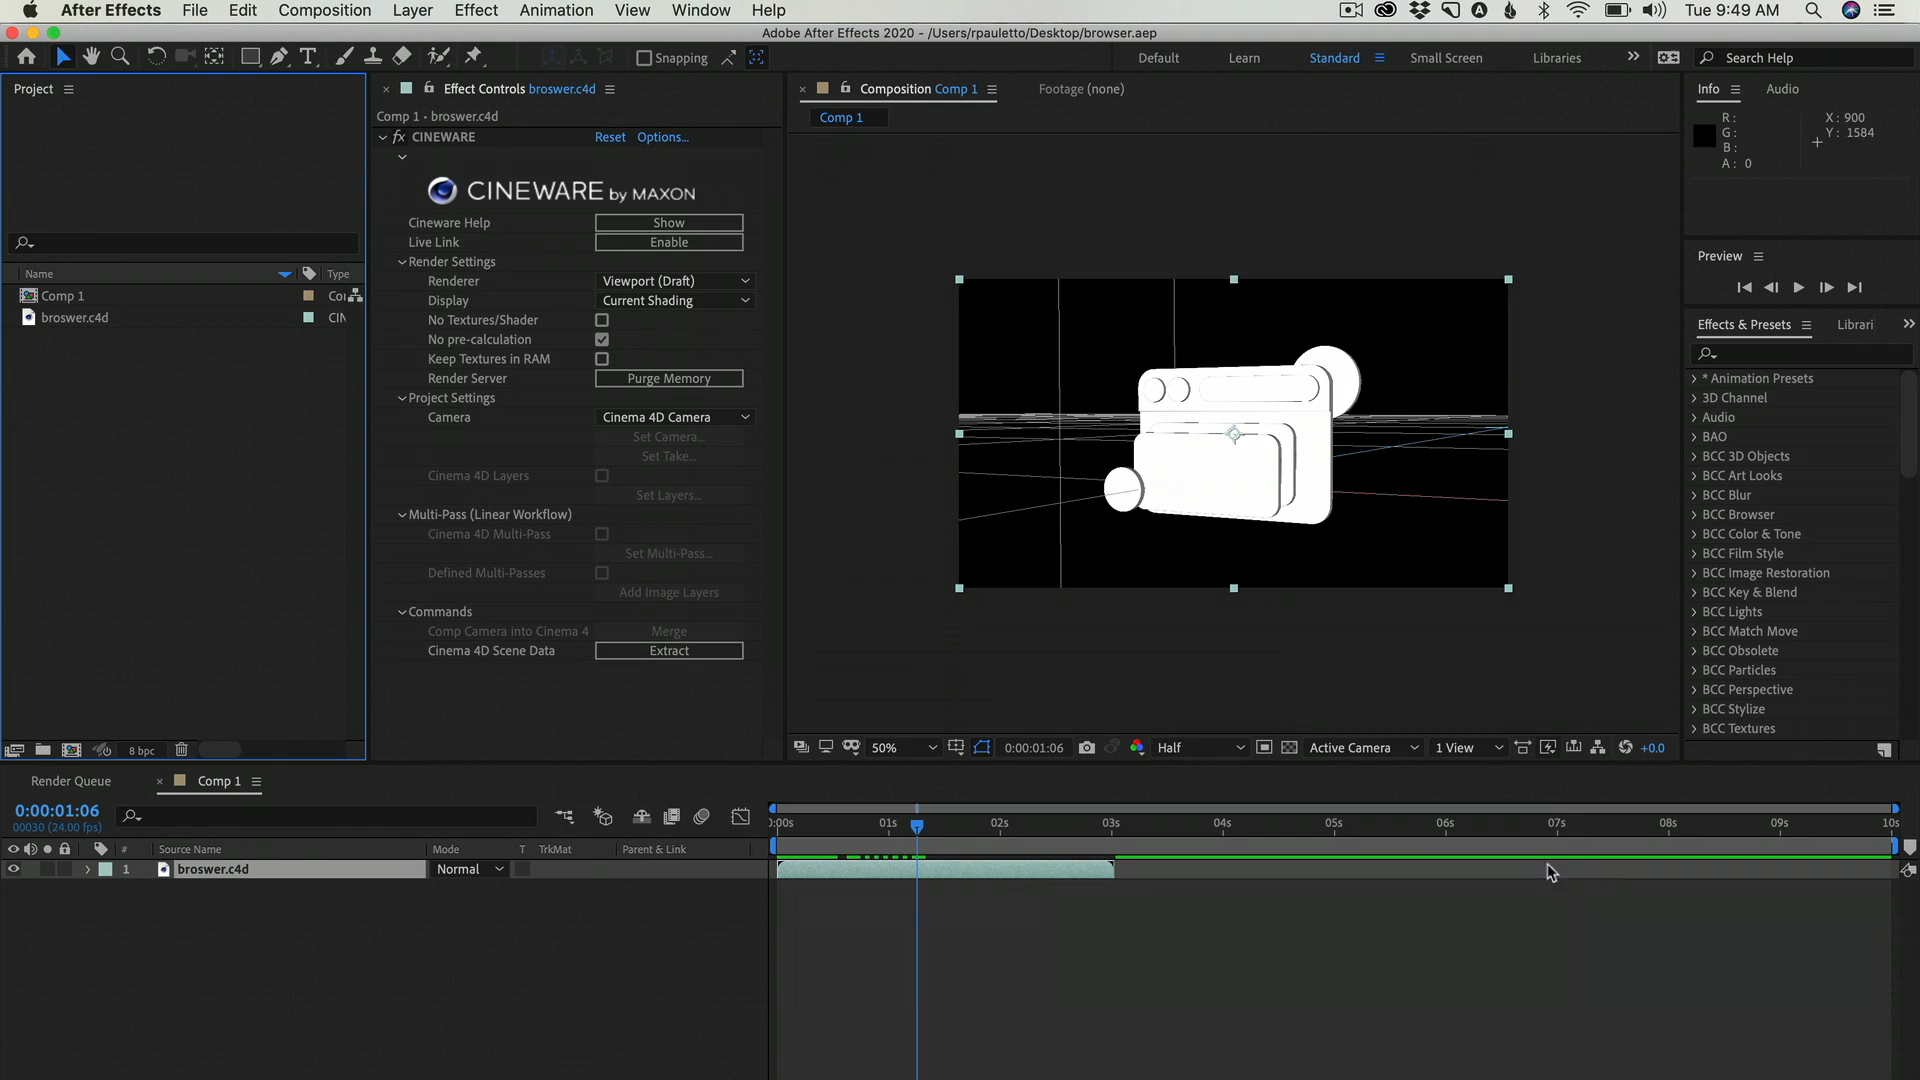 After Effects File Edit Composition Layer Effect Animation View Window Help Tue 9:49 AM
Adobe After Effects 2020 - /Users/rpauletto/Desktop/browser.aep
Snapping Default Learn Standard Small Screen Libraries Search Help
Project
Effect Controls broswer.c4d
Composition Comp 1
Footage (none)
Info Audio
Comp 1 • broswer.c4d
Comp 1
R:
G:
B:
A: 0
X: 900
Y: 1584
fx CINEWARE Reset Options...
CINEWARE by MAXON
Cineware Help Show
Live Link Enable
Render Settings
Renderer Viewport (Draft)
Display Current Shading
No Textures/Shader
No pre-calculation
Keep Textures in RAM
Render Server Purge Memory
Project Settings
Camera Cinema 4D Camera
Set Camera...
Set Take...
Cinema 4D Layers
Set Layers...
Multi-Pass (Linear Workflow)
Cinema 4D Multi-Pass
Set Multi-Pass...
Defined Multi-Passes
Add Image Layers
Commands
Comp Camera into Cinema 4 Merge
Cinema 4D Scene Data Extract
Name Type
Comp 1 Coi
broswer.c4d CIN
8 bpc
Preview
Effects & Presets Librari
* Animation Presets
3D Channel
Audio
BAO
BCC 3D Objects
BCC Art Looks
BCC Blur
BCC Browser
BCC Color & Tone
BCC Film Style
BCC Image Restoration
BCC Key & Blend
BCC Lights
BCC Match Move
BCC Obsolete
BCC Particles
BCC Perspective
BCC Stylize
BCC Textures
50% 0:00:01:06 Half Active Camera 1 View +0.0
Render Queue Comp 1
0:00:01:06
00030 (24.00 fps)
):00s 01s 02s 03s 04s 05s 06s 07s 08s 09s 10s
# Source Name Mode T TrkMat Parent & Link
1 broswer.c4d Normal